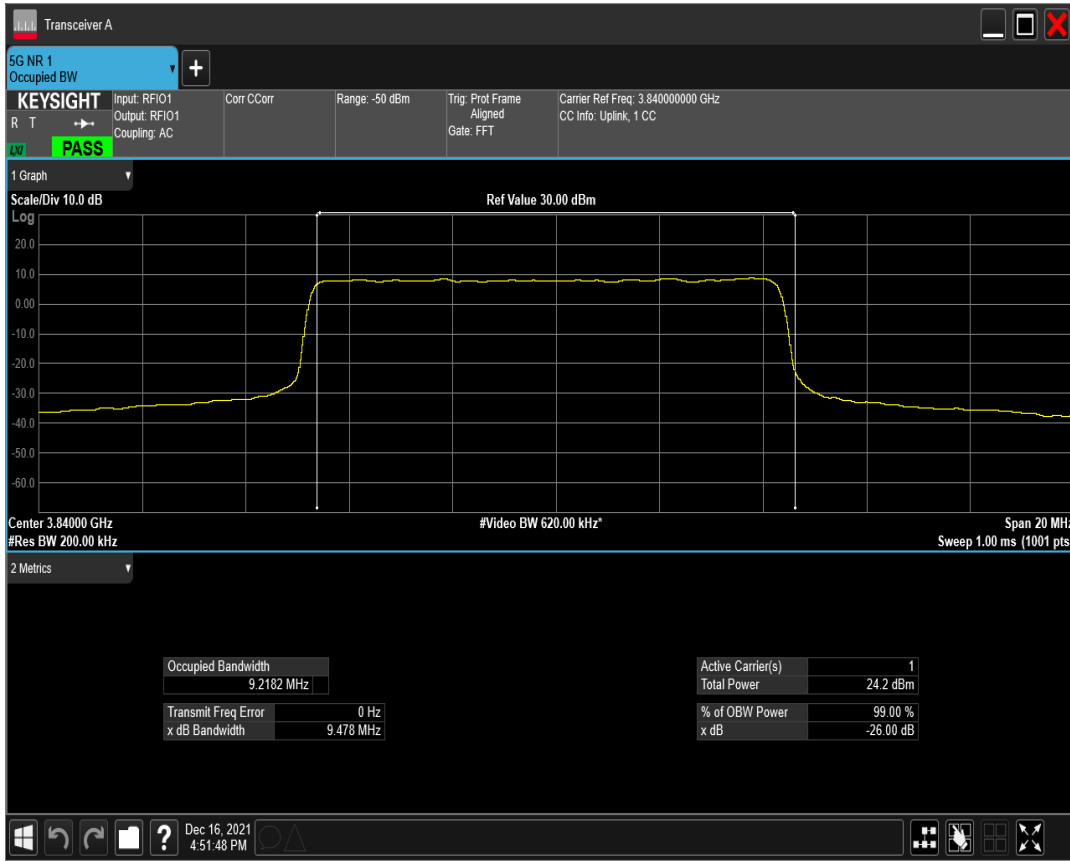 Transceiver A
5G NR 1
Occupied BW
KEYSIGHT
R T
LXI
PASS
Input: RFIO1
Output: RFIO1
Coupling: AC
Corr CCorr
Range: -50 dBm
Trig: Prot Frame
Aligned
Gate: FFT
Carrier Ref Freq: 3.840000000 GHz
CC Info: Uplink, 1 CC
1 Graph
Scale/Div 10.0 dB
Ref Value 30.00 dBm
Log
20.0
10.0
0.00
-10.0
-20.0
-30.0
-40.0
-50.0
-60.0
Center 3.84000 GHz
#Video BW 620.00 kHz*
Span 20 MHz
#Res BW 200.00 kHz
Sweep 1.00 ms (1001 pts
2 Metrics
Occupied Bandwidth
9.2182 MHz
Transmit Freq Error 0 Hz
x dB Bandwidth 9.478 MHz
Active Carrier(s) 1
Total Power 24.2 dBm
% of OBW Power 99.00 %
x dB -26.00 dB
Dec 16, 2021
4:51:48 PM